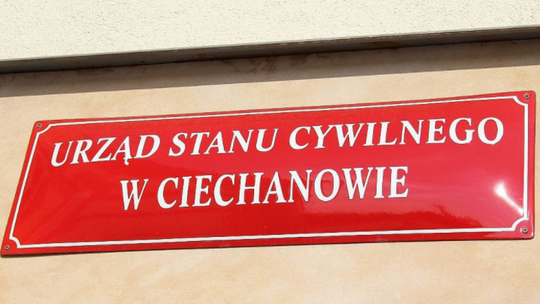 URZĄD STANU CYWILNEGO
W CIECHANOWIE